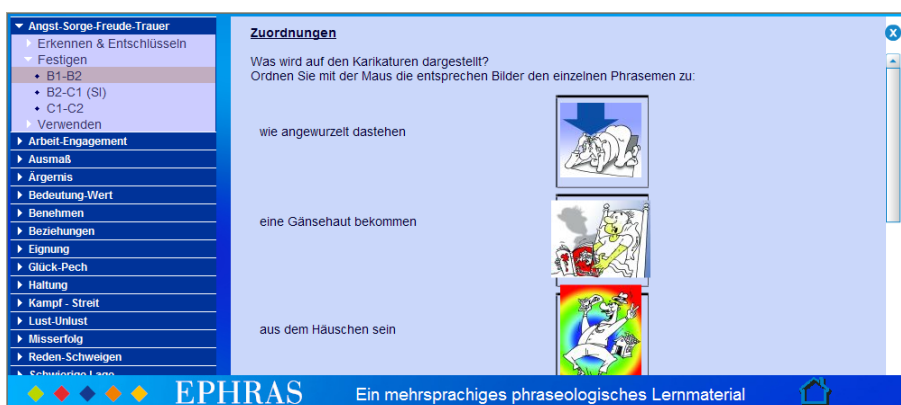 Angst-Sorge-Freude-Trauer
Erkennen & Entschlüsseln
Festigen
B1-B2
B2-C1 (SI)
C1-C2
Verwenden
Arbeit-Engagement
Ausmaß
Ärgernis
Bedeutung-Wert
Benehmen
Beziehungen
Eignung
Glück-Pech
Haltung
Kampf - Streit
Lust-Unlust
Misserfolg
Reden-Schweigen
Schwierige Lage
Zuordnungen
Was wird auf den Karikaturen dargestellt?
Ordnen Sie mit der Maus die entsprechen Bilder den einzelnen Phrasemen zu:
wie angewurzelt dastehen
eine Gänsehaut bekommen
aus dem Häuschen sein
EPHRAS
Ein mehrsprachiges phraseologisches Lernmaterial